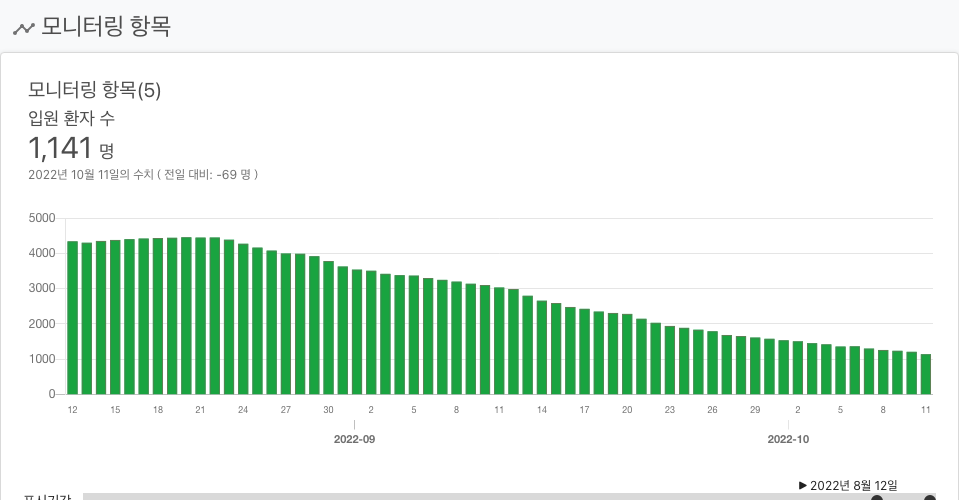 모니터링 항목
모니터링 항목(5)
입원 환자 수
1,141 명
2022년 10월 11일의 수치 ( 전일 대비: -69 명 )
5000
4000
3000
2000
1000
0
12 15 18 21 24 27 30 2 5 8 11 14 17 20 23 26 29 2 5 8 11
2022-09 2022-10
▶ 2022년 8월 12일
표시기간